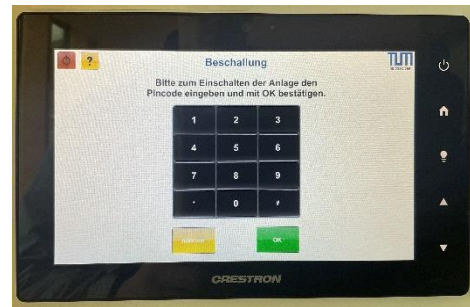 ?
Beschallung
TUM
Bitte zum Einschalten der Anlage den
Pincode eingeben und mit OK bestätigen.
1 2 3
4 5 6
7 8 9
* 0 #
OK
CRESTRON